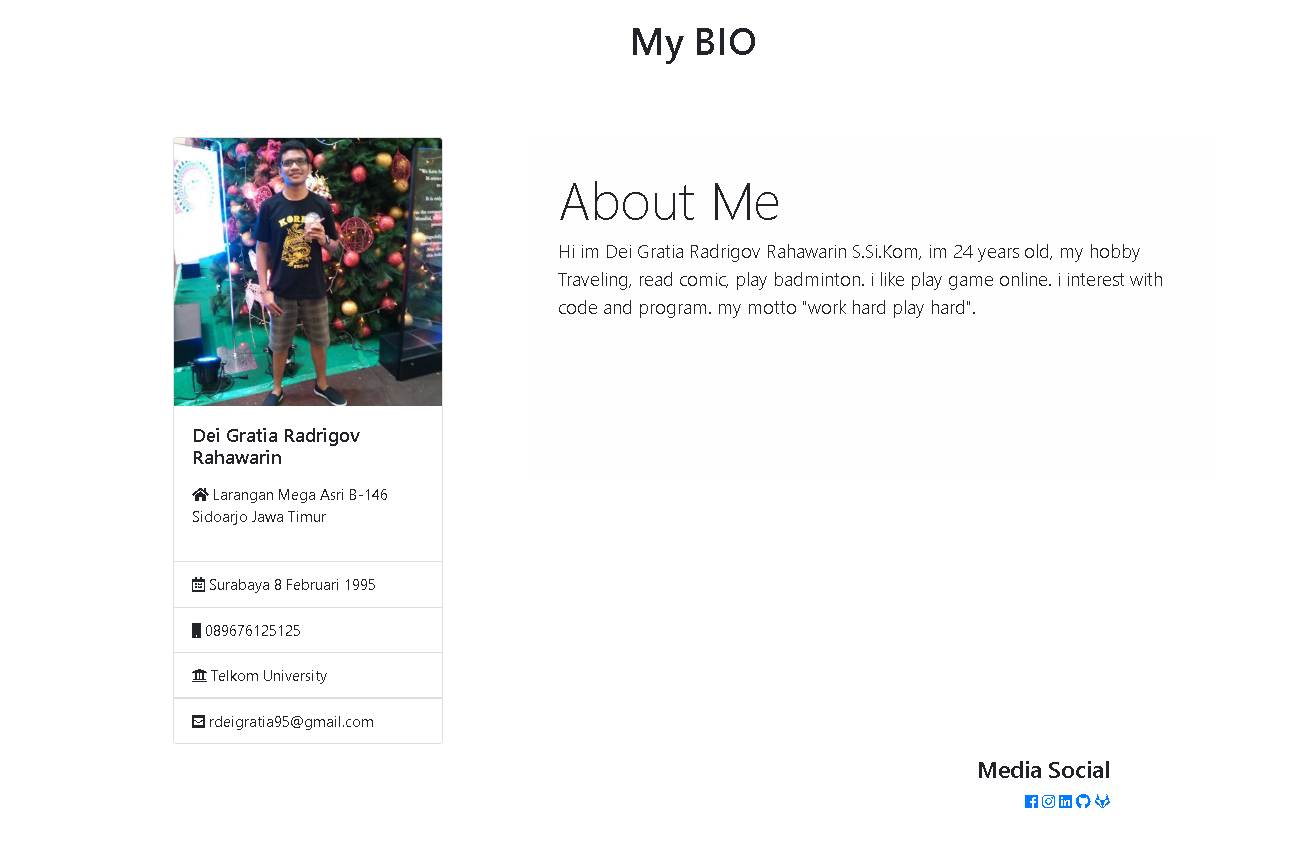 My BIO
KOR
Dei Gratia Radrigov
Rahawarin
Larangan Mega Asri B-146
Sidoarjo Jawa Timur
Surabaya 8 Februari 1995
089676125125
Telkom University
rdeigratia95@gmail.com
About Me
Hi im Dei Gratia Radrigov Rahawarin S.Si.Kom, im 24 years old, my hobby
Traveling, read comic, play badminton. i like play game online. i interest with
code and program. my motto "work hard play hard".
Media Social